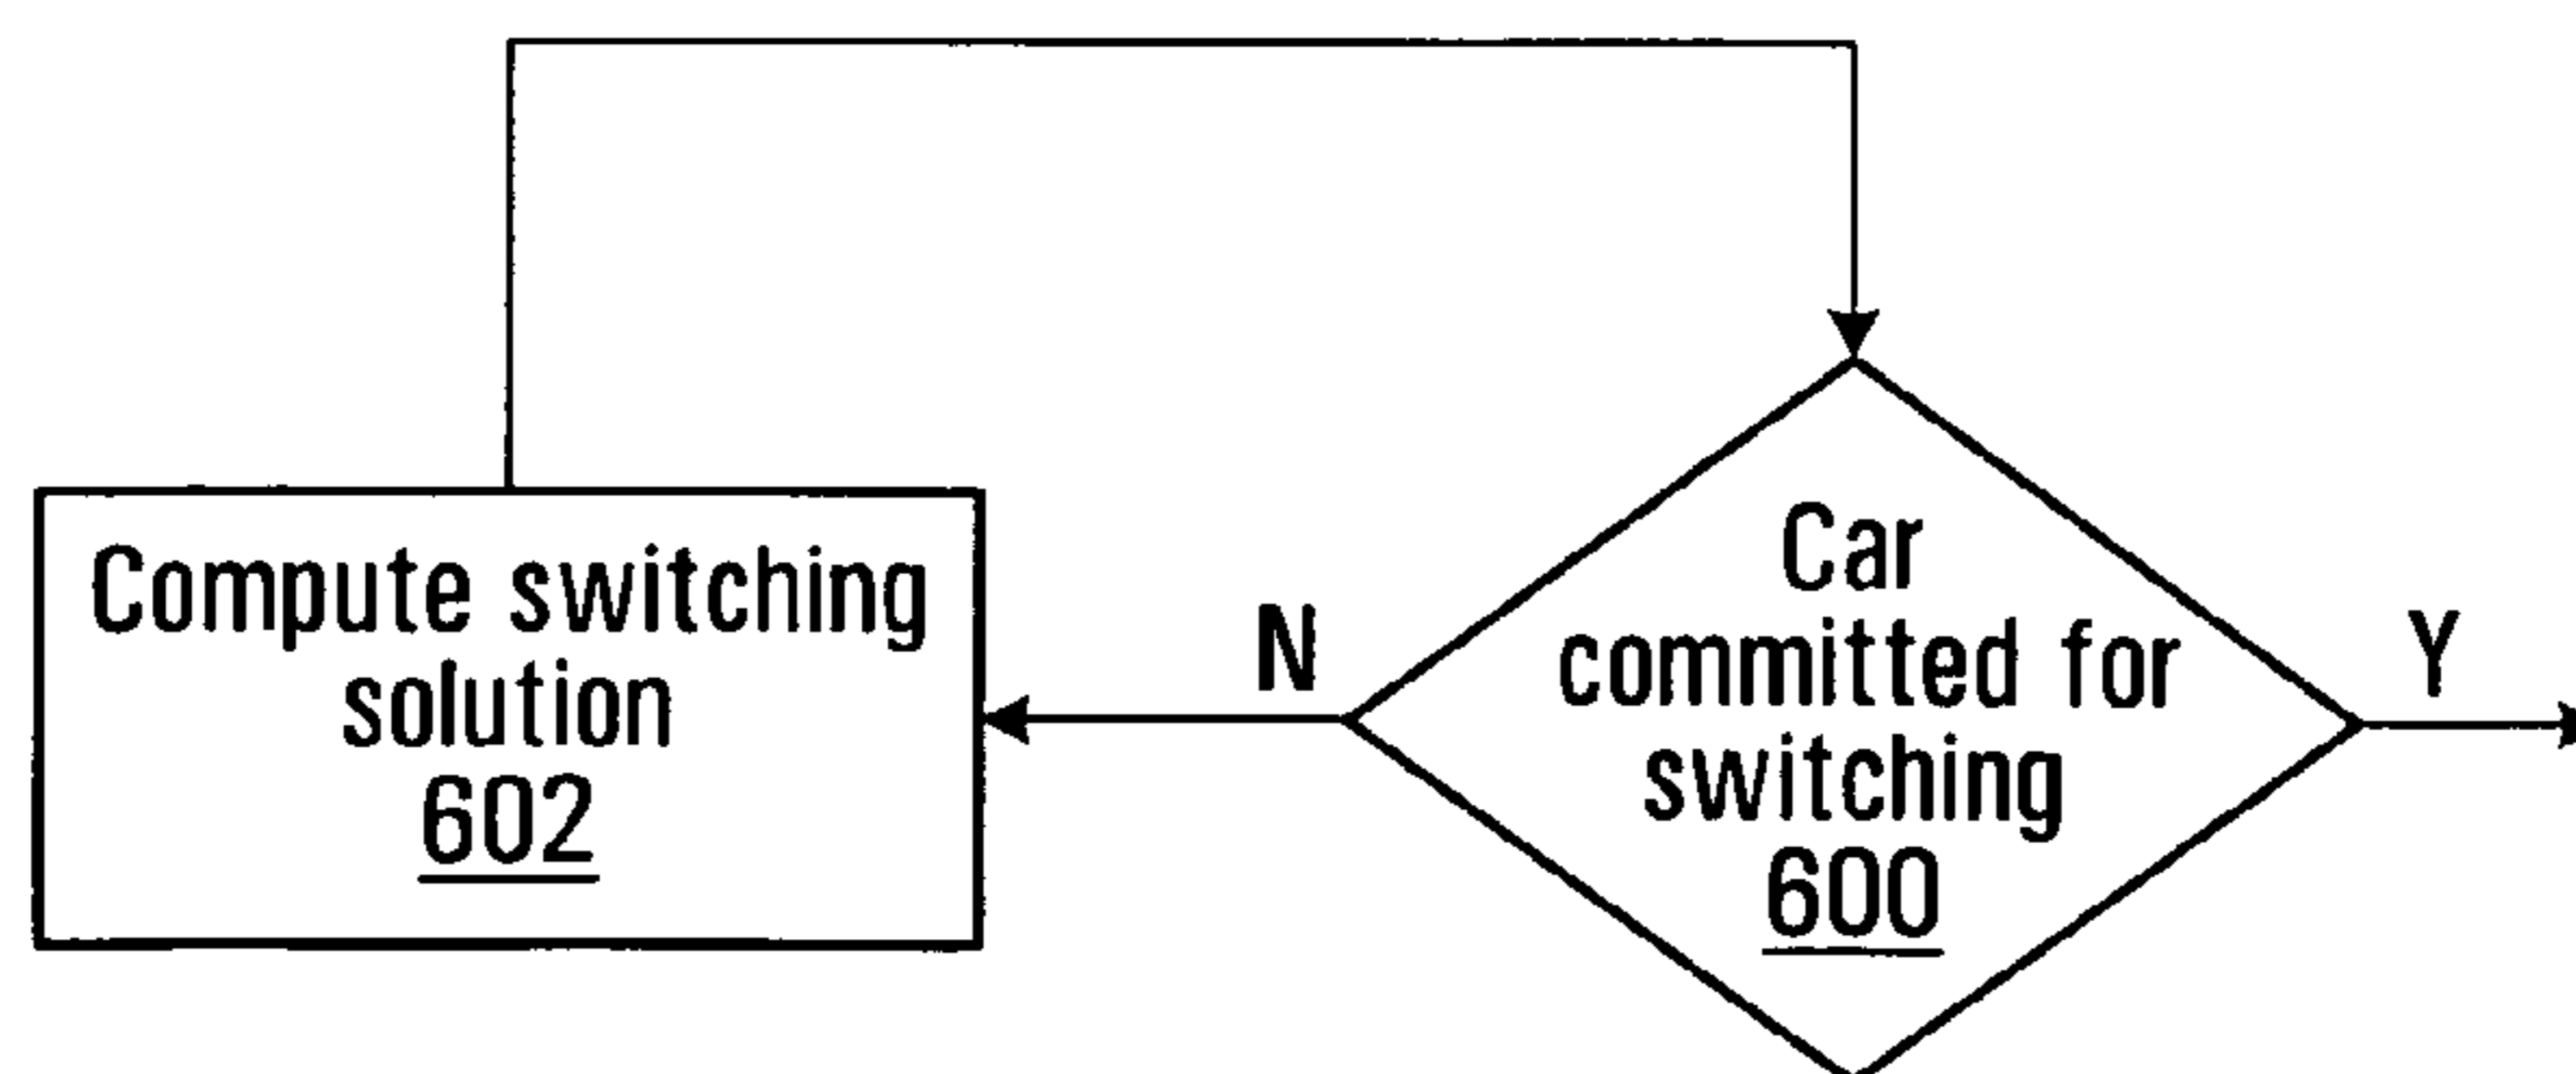 Compute switching
solution
602
N
Car
committed for
switching
600
Y